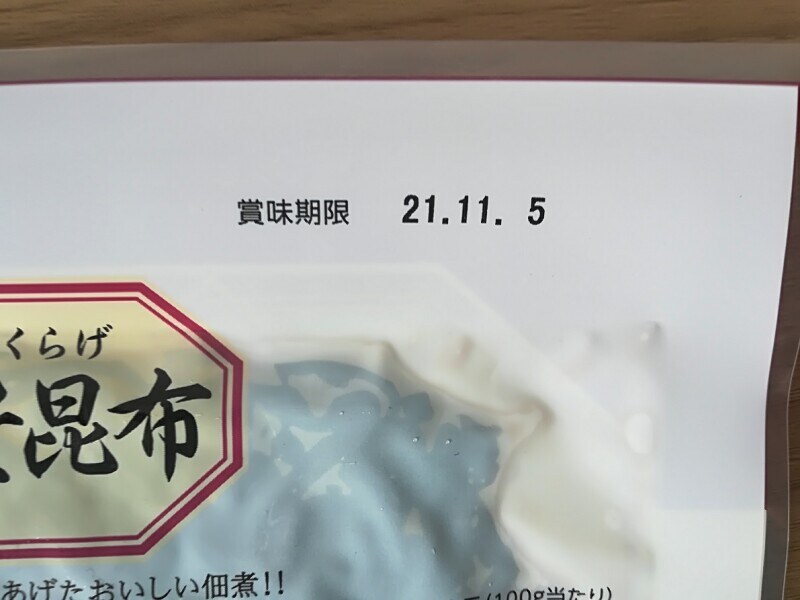 賞味期限 21.11. 5
くらげ
昆布
あげたおいしい佃煮!!
(100g当たり)